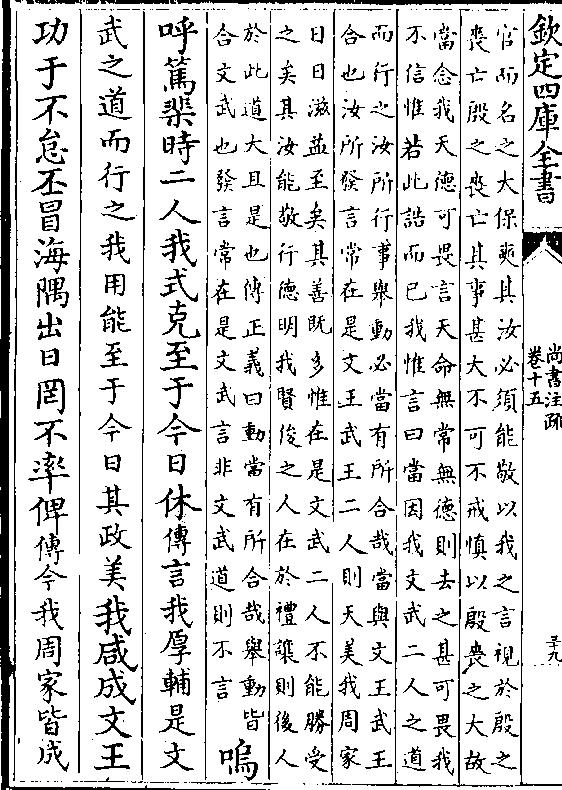 欽定四庫全書
尚書注疏
卷十五
三十九
官而名之大保奭其汝必須能敬以我之言視於殷之
喪亡殷之喪亡其事甚大不可不戒慎以殷喪之大故
當念我天德可畏言天命無常無德則去之甚可畏我
不信惟若此誥而已我惟言曰當因我文武二人之道
而行之汝所行事舉動必當有所合哉當與文王武王
合也汝所發言常在是文王武王二人則天美我周家
日日滋益至矣其善既多惟在是文武二人不能勝受
之矣其汝能敬行德明我賢俊之人在於禮讓則後人
於此道大且是也傳正義曰動當有所合哉舉動皆
合文武也發言常在是文武言非文武道則不言
嗚
呼篤棐時二人我式克至于今日休傳言我厚輔是文
武之道而行之我用能至于今日其政美我咸成文王
功于不怠丕冒海隅出日罔不率俾傳今我周家皆成